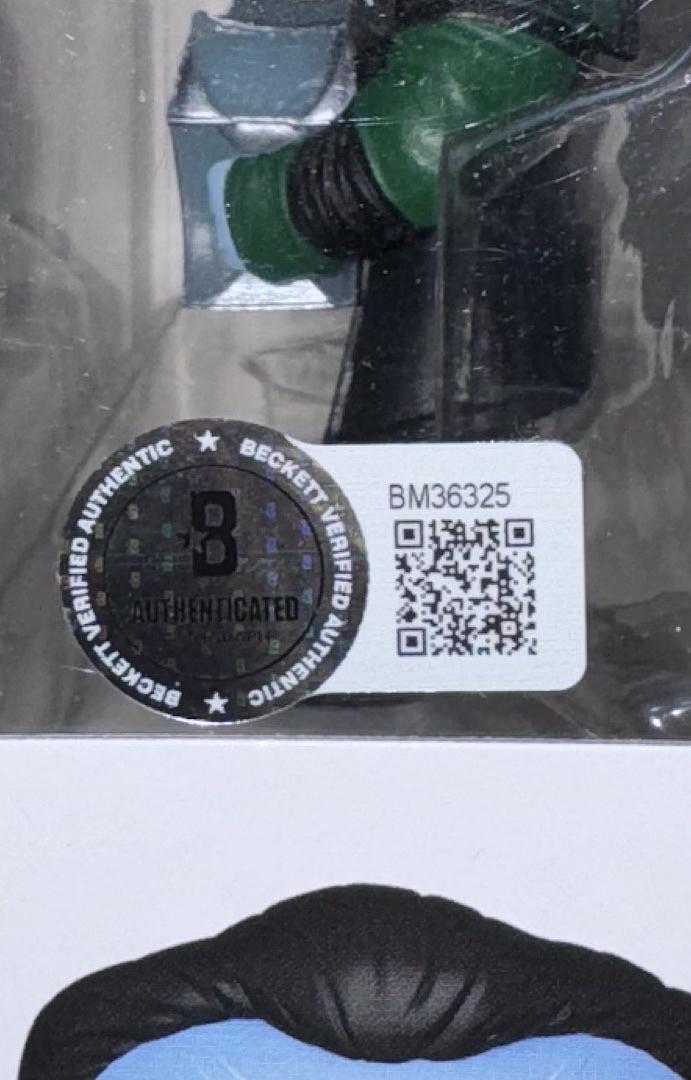 BECKETT VERIFIED AUTHENTIC ★ BECKETT VERIFIED AUTHENTIC ★
B
AUTHENTICATED
BM36325